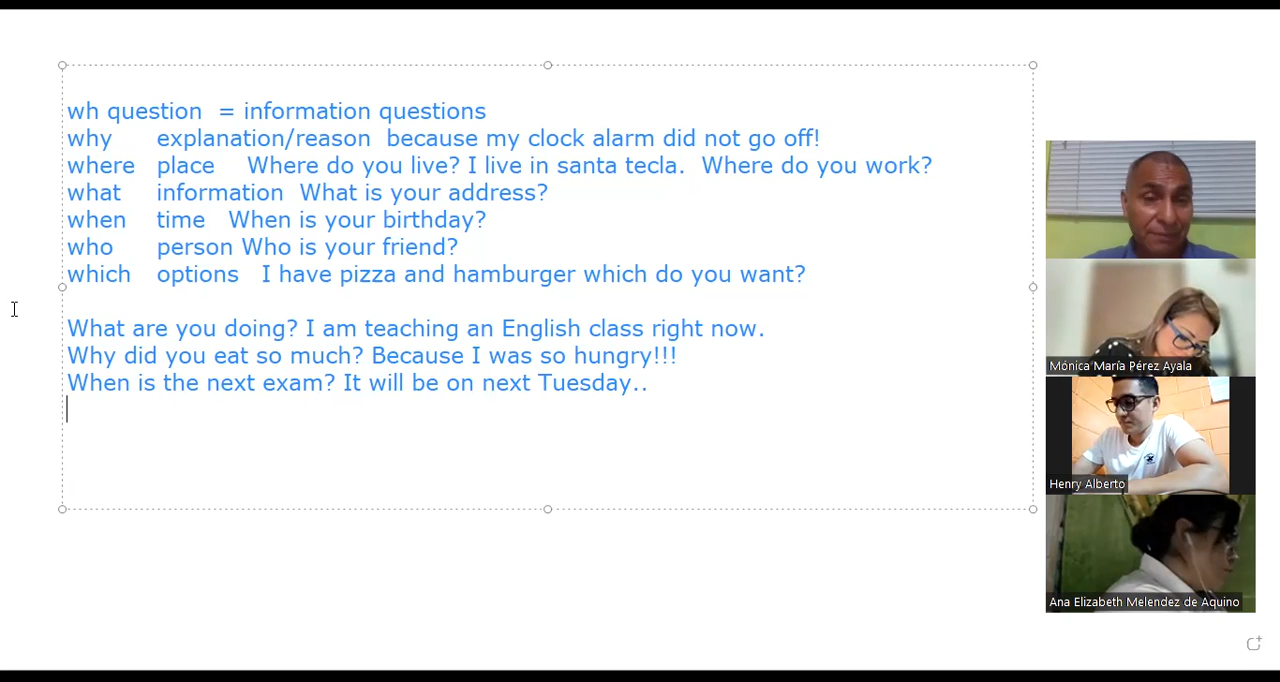 wh question = information questions
why explanation/reason because my clock alarm did not go off!
where place Where do you live? I live in santa tecla. Where do you work?
what information What is your address?
when time When is your birthday?
who person Who is your friend?
which options I have pizza and hamburger which do you want?
What are you doing? I am teaching an English class right now.
Why did you eat so much? Because I was so hungry!!!
When is the next exam? It will be on next Tuesday..
Mónica María Pérez Ayala
Henry Alberto
Ana Elizabeth Melendez de Aquino